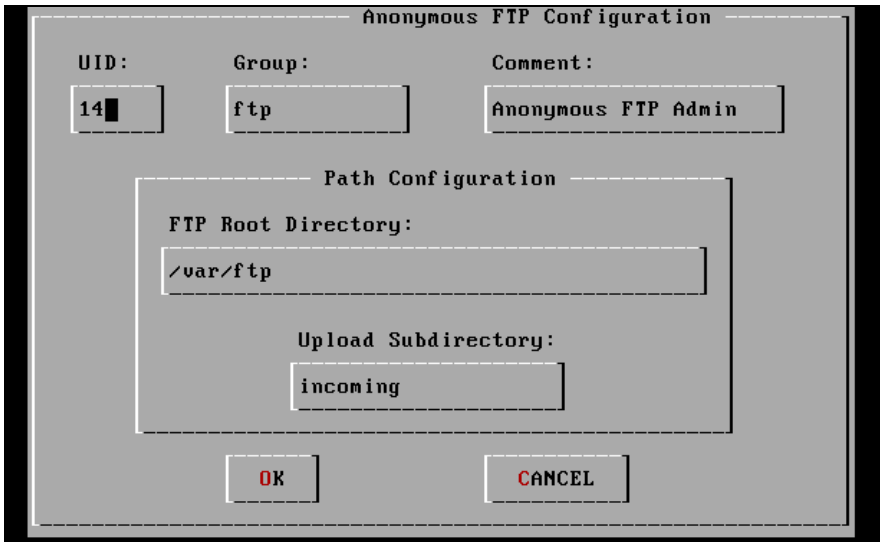 Anonymous FTP Configuration
UID: Group: Comment:
14 ftp Anonymous FTP Admin
Path Configuration
FTP Root Directory:
/var/ftp
Upload Subdirectory:
incoming
OK CANCEL